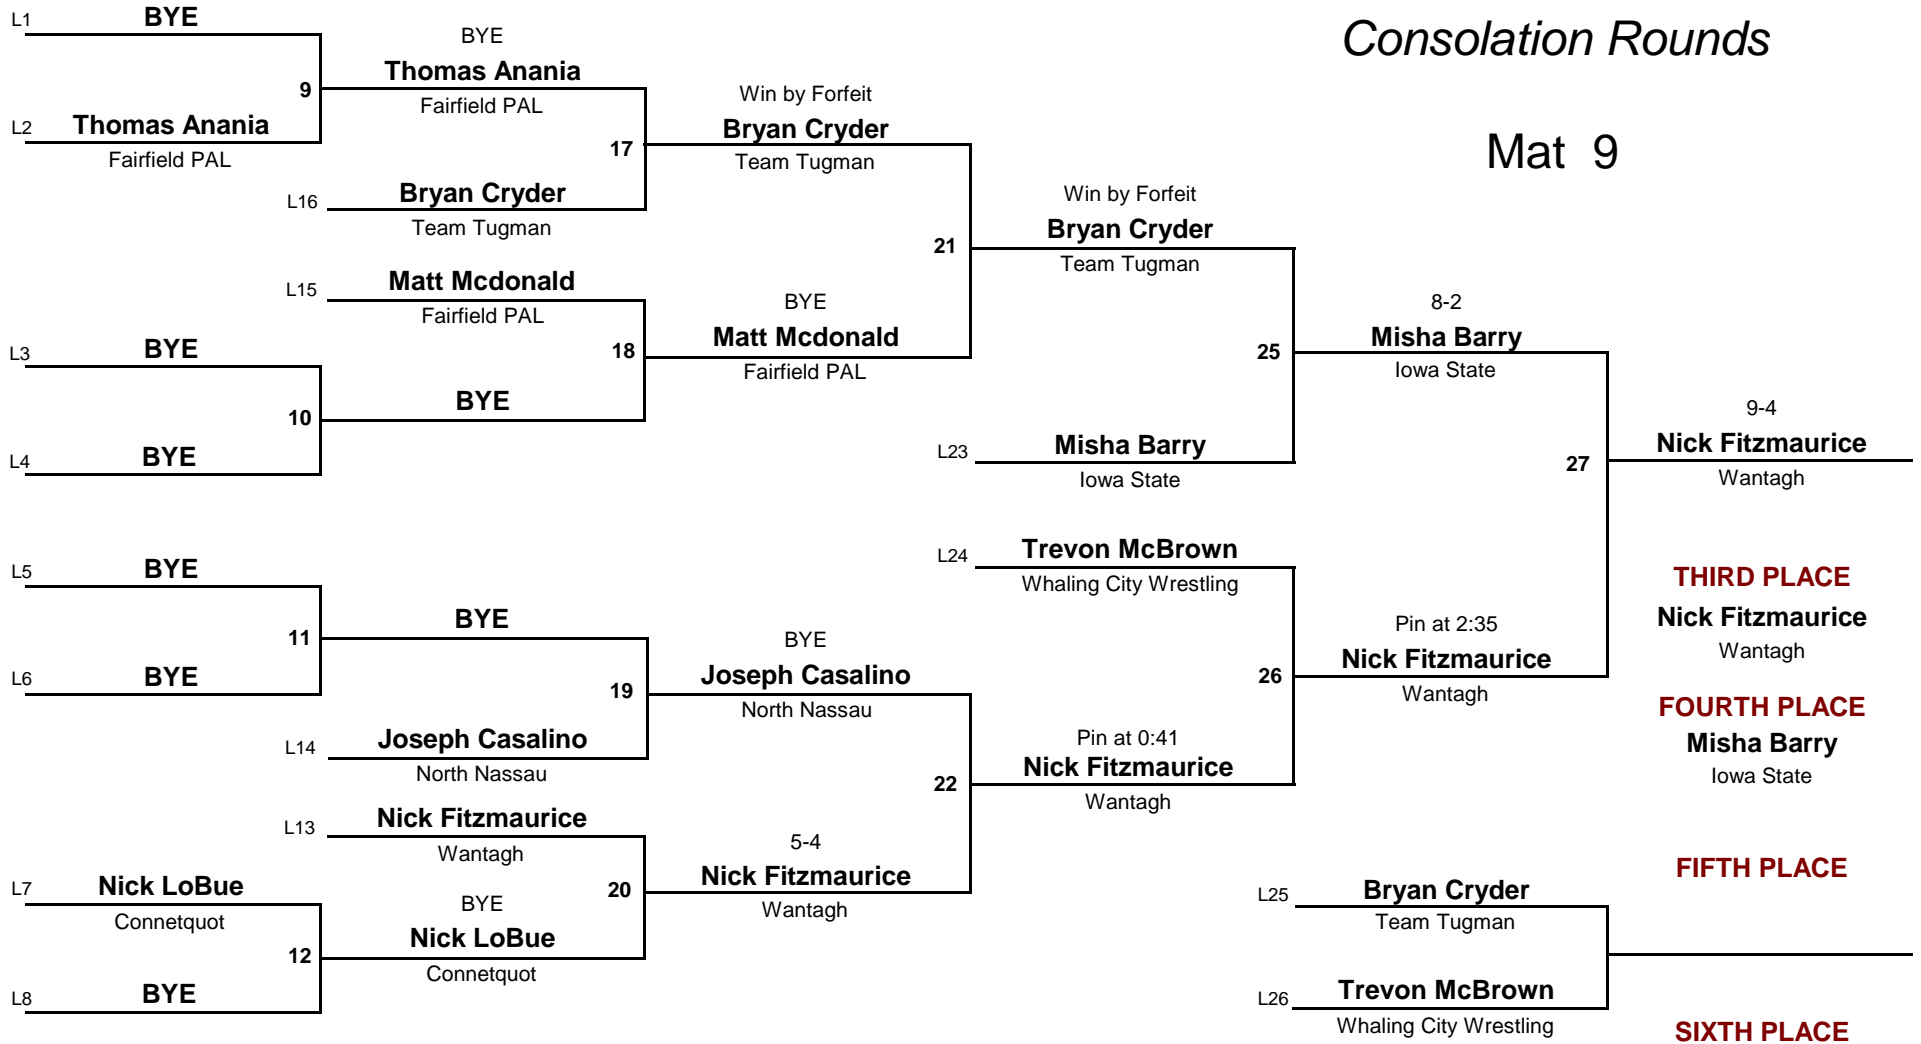 Consolation Rounds
Mat 9
L1 BYE
9
L2 Thomas Anania
Fairfield PAL
BYE
Thomas Anania
Fairfield PAL
17
L16 Bryan Cryder
Team Tugman
Win by Forfeit
Bryan Cryder
Team Tugman
21
L15 Matt Mcdonald
Fairfield PAL
18
L3 BYE
10
L4 BYE
BYE
BYE
Matt Mcdonald
Fairfield PAL
Win by Forfeit
Bryan Cryder
Team Tugman
25
L23 Misha Barry
Iowa State
8-2
Misha Barry
Iowa State
27
9-4
Nick Fitzmaurice
Wantagh
L5 BYE
11
L6 BYE
BYE
19
L14 Joseph Casalino
North Nassau
BYE
Joseph Casalino
North Nassau
22
L13 Nick Fitzmaurice
Wantagh
20
L7 Nick LoBue
Connetquot
12
L8 BYE
BYE
Nick LoBue
Connetquot
5-4
Nick Fitzmaurice
Wantagh
L24 Trevon McBrown
Whaling City Wrestling
26
Pin at 0:41
Nick Fitzmaurice
Wantagh
Pin at 2:35
Nick Fitzmaurice
Wantagh
THIRD PLACE
Nick Fitzmaurice
Wantagh
FOURTH PLACE
Misha Barry
Iowa State
FIFTH PLACE
L25 Bryan Cryder
Team Tugman
L26 Trevon McBrown
Whaling City Wrestling
SIXTH PLACE